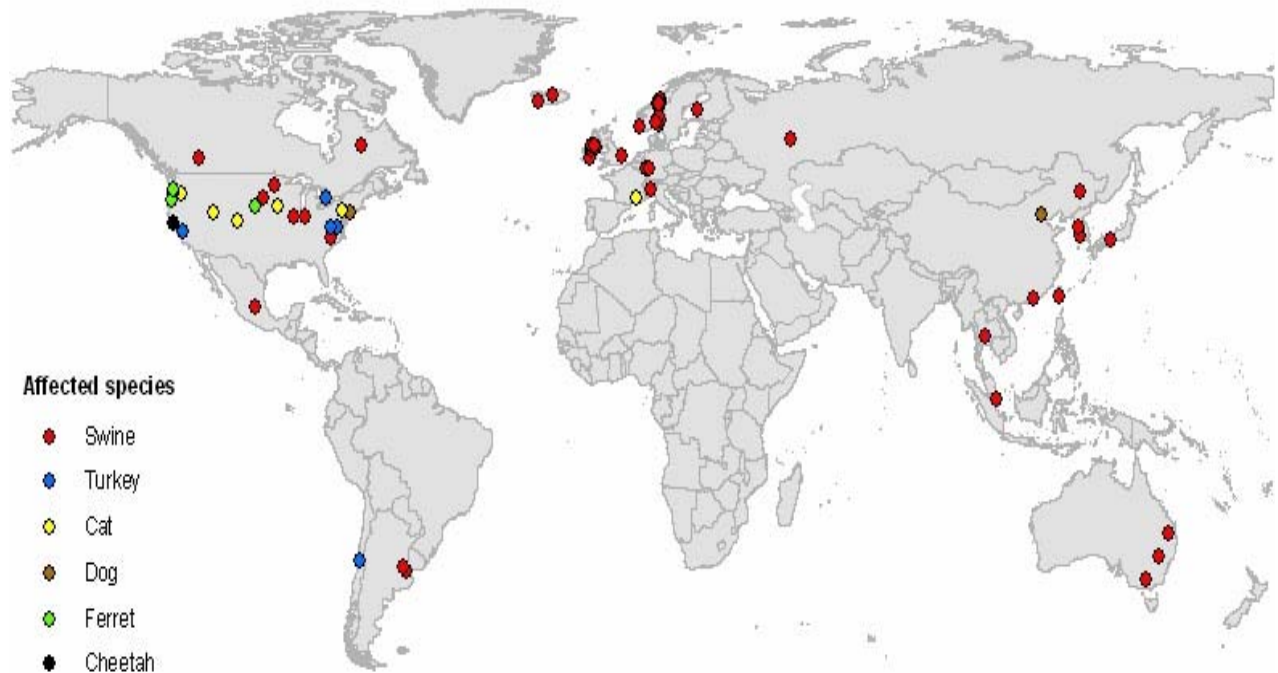 Affected species
Swine
Turkey
Cat
Dog
Ferret
Cheetah